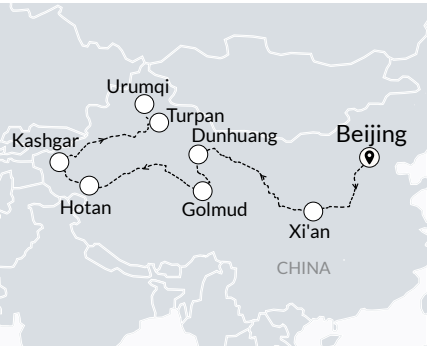 Urumqi
Turpan
Dunhuang
Beijing
Kashgar
Hotan
Golmud
Xi'an
CHINA